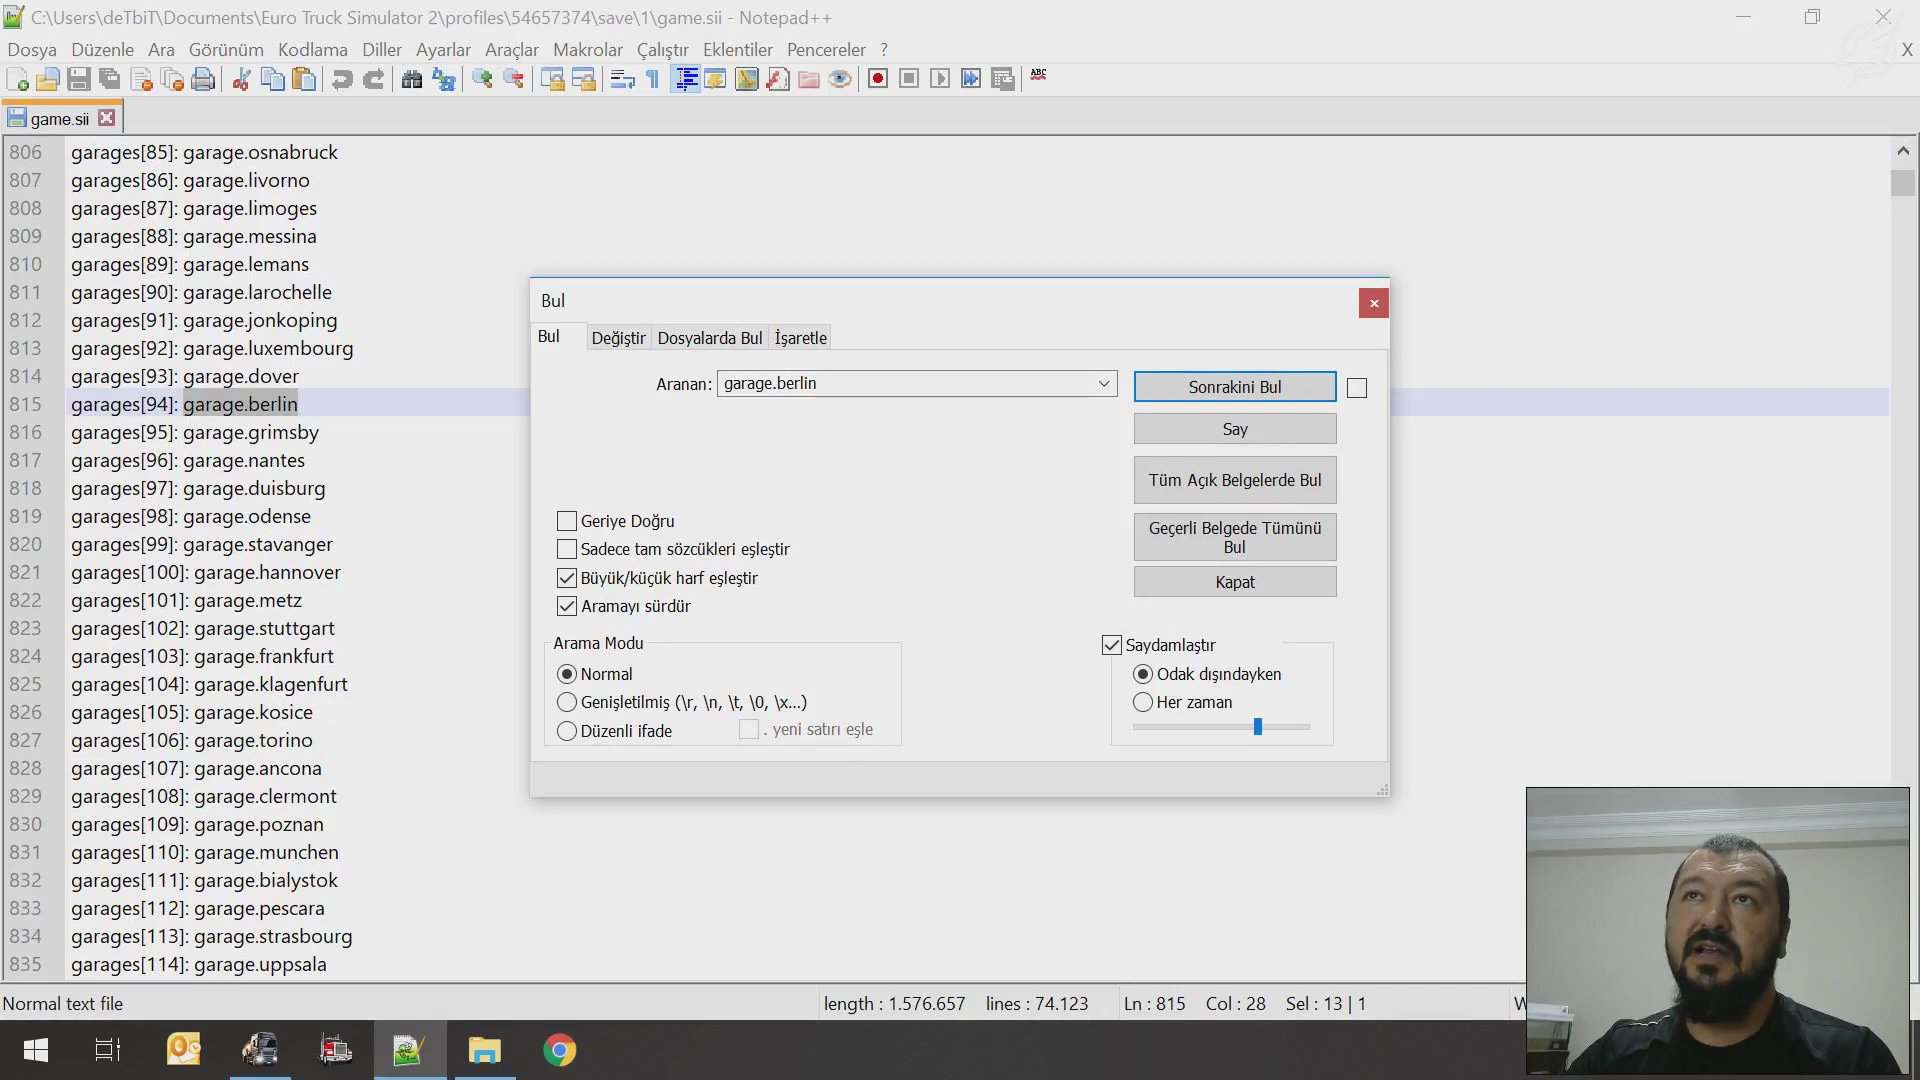 C:\Users\deTbiT\Documents\Euro Truck Simulator 2\profiles\54657374\save\1\game.sii - Notepad++
Dosya Düzenle Ara Görünüm Kodlama Diller Ayarlar Araçlar Makrolar Çalıştır Eklentiler Pencereler ? X
ABC
game.sii
806 garages[85]: garage.osnabruck
807 garages[86]: garage.livorno
808 garages[87]: garage.limoges
809 garages[88]: garage.messina
810 garages[89]: garage.lemans
811 garages[90]: garage.larochelle
812 garages[91]: garage.jonkoping
813 garages[92]: garage.luxembourg
814 garages[93]: garage.dover
815 garages[94]: garage.berlin
816 garages[95]: garage.grimsby
817 garages[96]: garage.nantes
818 garages[97]: garage.duisburg
819 garages[98]: garage.odense
820 garages[99]: garage.stavanger
821 garages[100]: garage.hannover
822 garages[101]: garage.metz
823 garages[102]: garage.stuttgart
824 garages[103]: garage.frankfurt
825 garages[104]: garage.klagenfurt
826 garages[105]: garage.kosice
827 garages[106]: garage.torino
828 garages[107]: garage.ancona
829 garages[108]: garage.clermont
830 garages[109]: garage.poznan
831 garages[110]: garage.munchen
832 garages[111]: garage.bialystok
833 garages[112]: garage.pescara
834 garages[113]: garage.strasbourg
835 garages[114]: garage.uppsala
Bul
Bul Değiştir Dosyalarda Bul İşaretle
Aranan: garage.berlin
Sonrakini Bul
Say
Tüm Açık Belgelerde Bul
Geçerli Belgede Tümünü
Bul
Kapat
Geriye Doğru
Sadece tam sözcükleri eşleştir
Büyük/küçük harf eşleştir
Aramayı sürdür
Arama Modu
Normal
Genişletilmiş (\r, \n, \t, \0, \x...)
Düzenli ifade . yeni satırı eşle
Saydamlaştır
Odak dışındayken
Her zaman
Normal text file length : 1.576.657 lines : 74.123 Ln : 815 Col : 28 Sel : 13 | 1